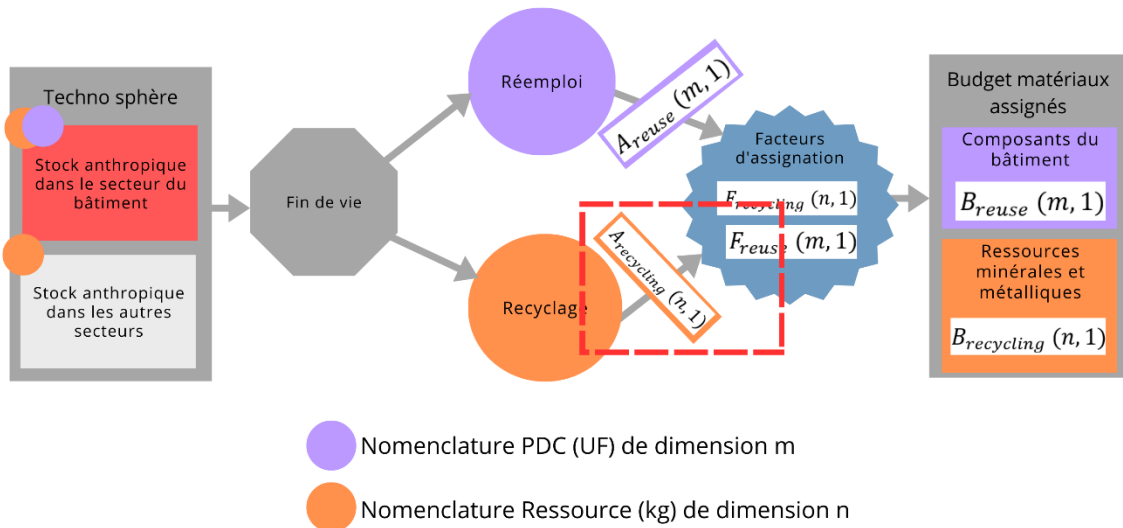 Techno sphère
Stock anthropique
dans le secteur du
bâtiment
Stock anthropique
dans les autres
secteurs
Fin de vie
Réemploi
A_reuse (m, 1)
Recyclage
A_recycling (n, 1)
Facteurs
d'assignation
F_recycling (n, 1)
F_reuse (m, 1)
Budget matériaux
assignés
Composants du
bâtiment
B_reuse (m, 1)
Ressources
minérales et
métalliques
B_recycling (n, 1)
Nomenclature PDC (UF) de dimension m
Nomenclature Ressource (kg) de dimension n